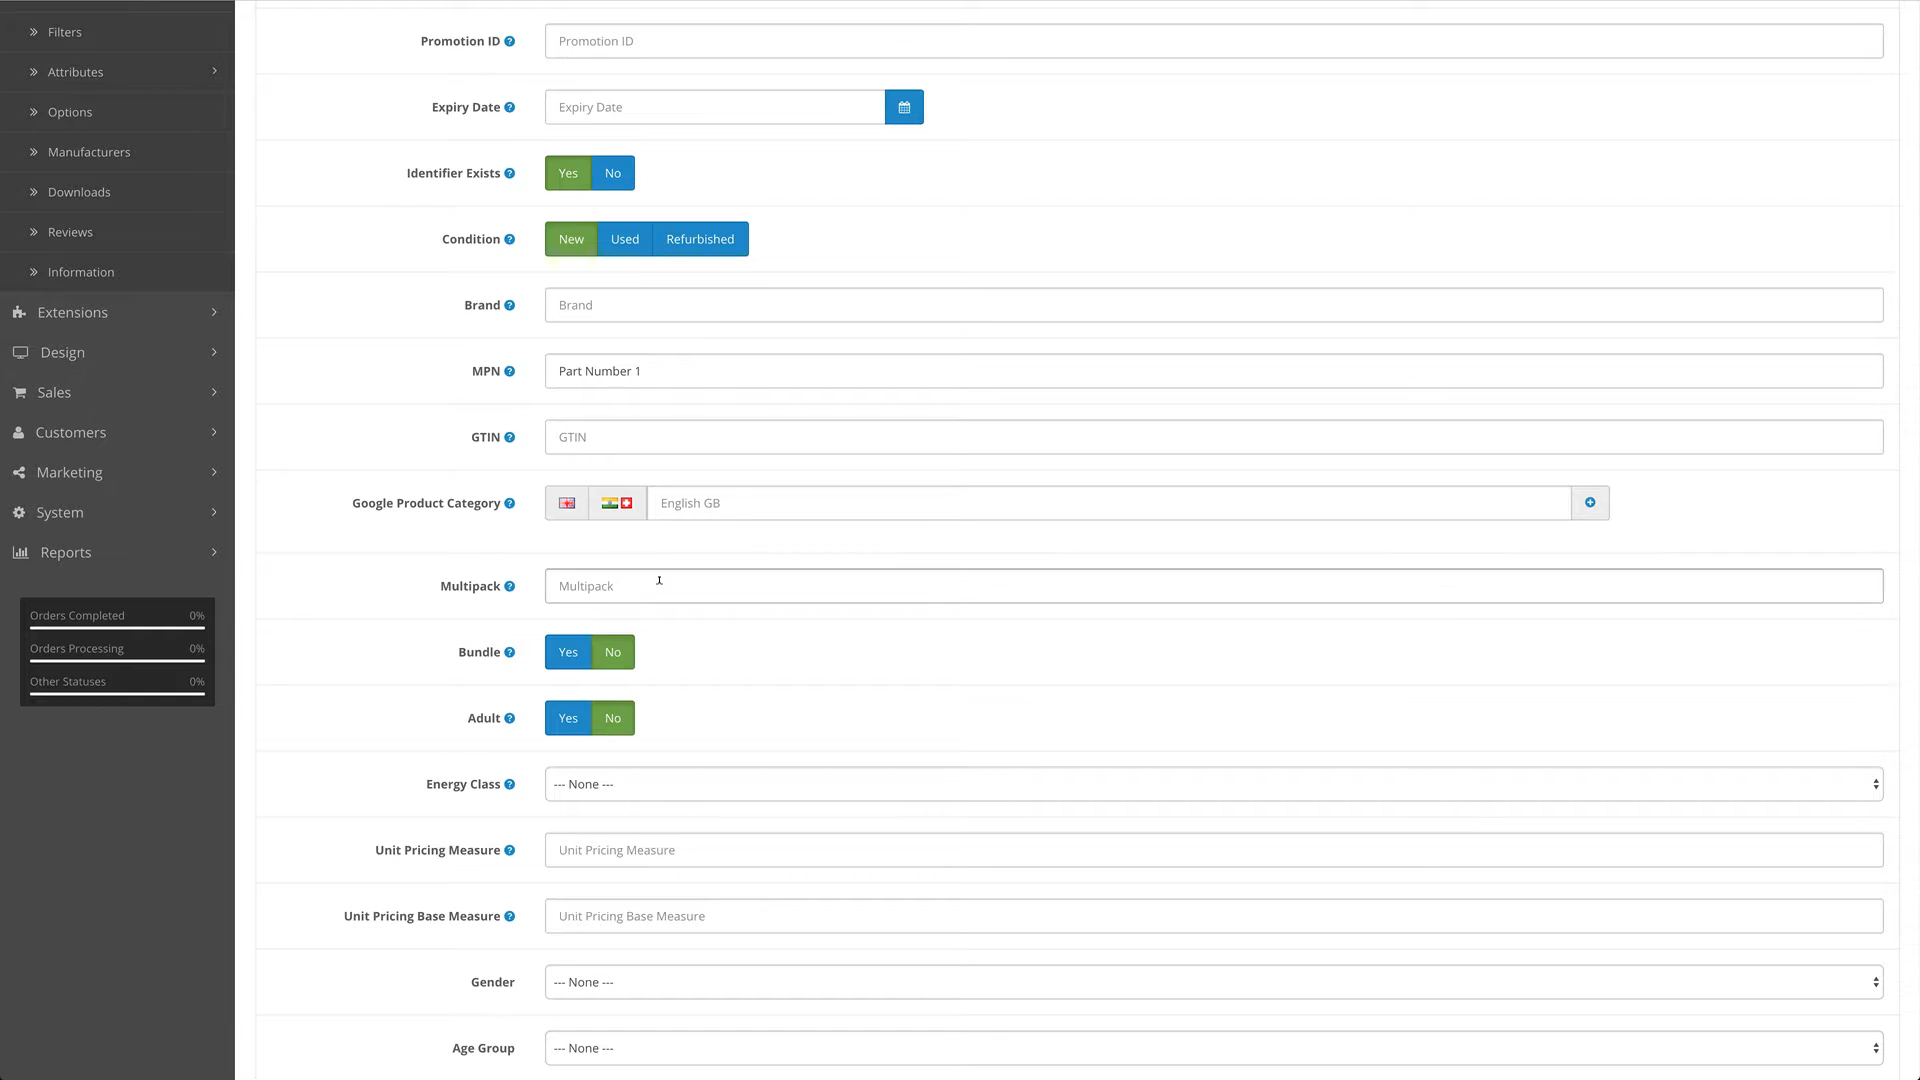 Filters
Attributes
Options
Manufacturers
Downloads
Reviews
Information
Extensions
Design
Sales
Customers
Marketing
System
Reports
Orders Completed 0%
Orders Processing 0%
Other Statuses 0%
Promotion ID Promotion ID
Expiry Date Expiry Date
Identifier Exists Yes No
Condition New Used Refurbished
Brand Brand
MPN Part Number 1
GTIN GTIN
Google Product Category English GB
Multipack Multipack
Bundle Yes No
Adult Yes No
Energy Class --- None ---
Unit Pricing Measure Unit Pricing Measure
Unit Pricing Base Measure Unit Pricing Base Measure
Gender --- None ---
Age Group --- None ---